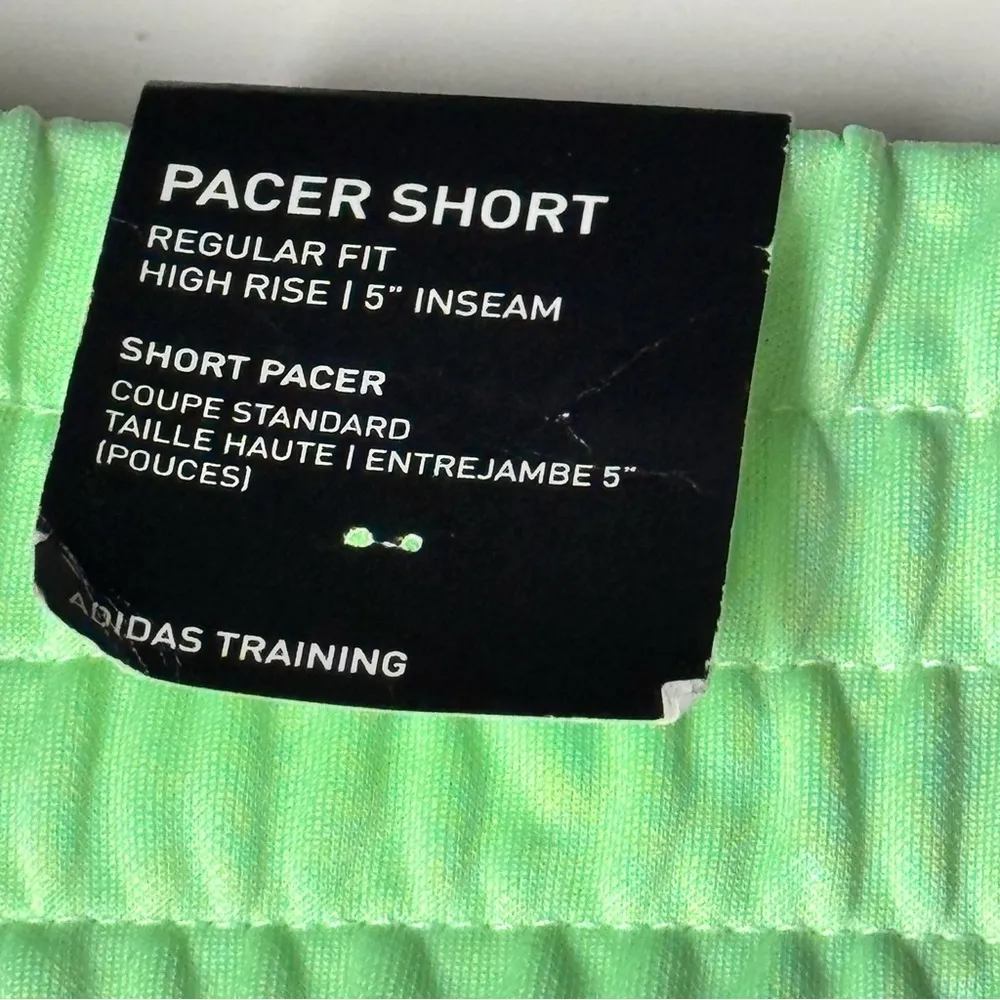 PACER SHORT
REGULAR FIT
HIGH RISE | 5" INSEAM
SHORT PACER
COUPE STANDARD
TAILLE HAUTE | ENTREJAMBE 5"
(POUCES)
ADIDAS TRAINING